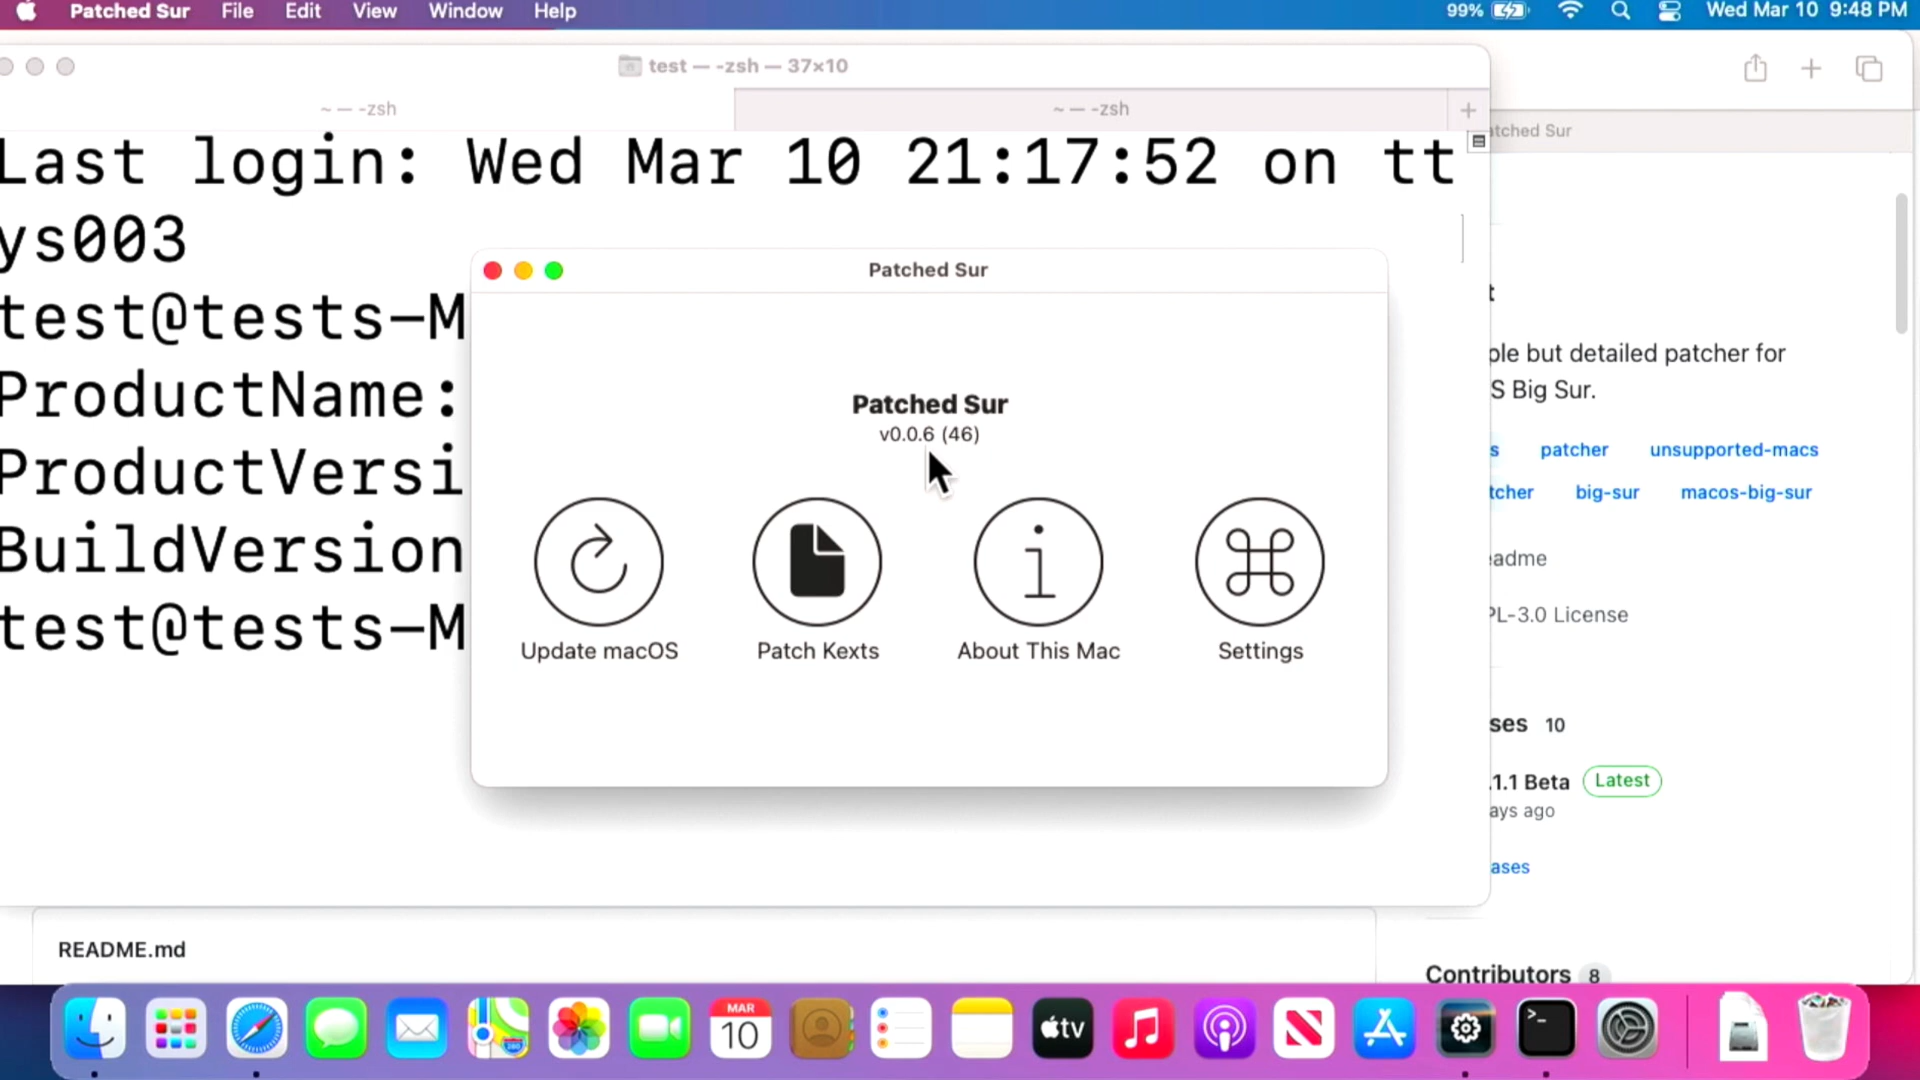 Patched Sur File Edit View Window Help 99% Wed Mar 10 9:48 PM
test — -zsh — 37×10
~ — -zsh ~ — -zsh +
Last login: Wed Mar 10 21:17:52 on tt
ys003
test@tests-M
ProductName:
ProductVersi
BuildVersion
test@tests-M
Patched Sur
Patched Sur
v0.0.6 (46)
Update macOS Patch Kexts About This Mac Settings
tched Sur
t
ple but detailed patcher for
S Big Sur.
s patcher unsupported-macs
tcher big-sur macos-big-sur
eadme
PL-3.0 License
ses 10
.1.1 Beta Latest
ays ago
ases
README.md
Contributors 8
MAR
10
tv